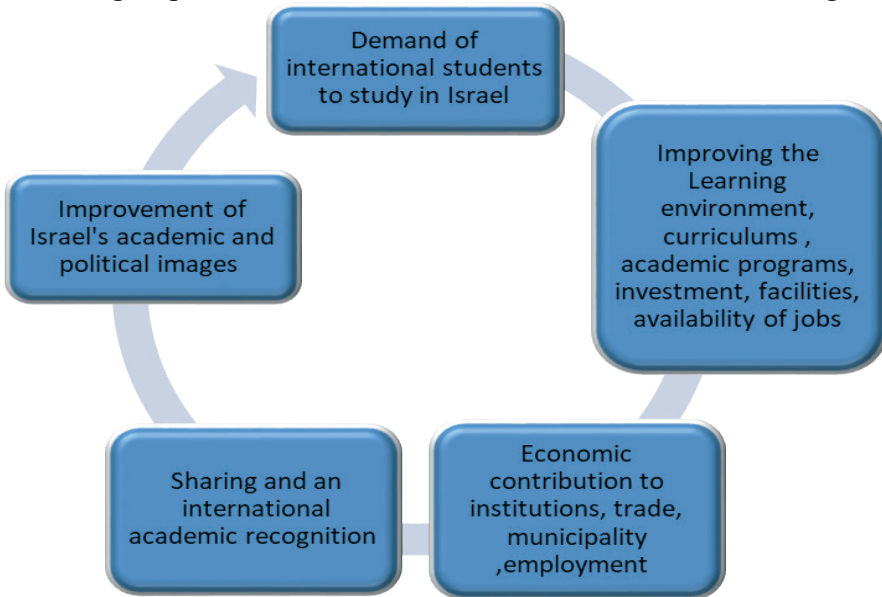 Demand of
international students
to study in Israel
Improving the
Learning
environment,
curriculums ,
academic programs,
investment, facilities,
availability of jobs
Economic
contribution to
institutions, trade,
municipality
,employment
Sharing and an
international
academic recognition
Improvement of
Israel's academic and
political images